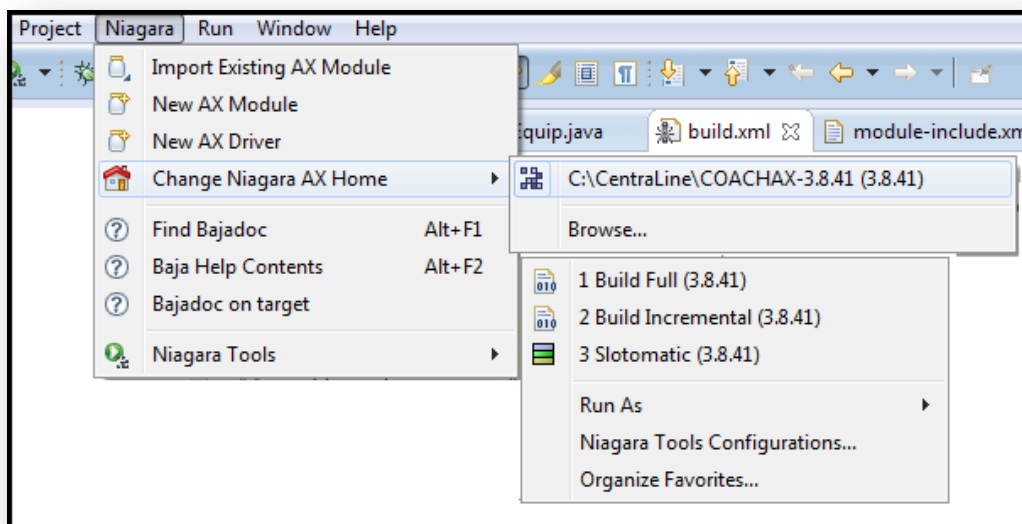 Project Niagara Run Window Help
Import Existing AX Module
New AX Module
New AX Driver
Equip.java build.xml module-include.xm
Change Niagara AX Home
C:\CentraLine\COACHAX-3.8.41 (3.8.41)
Browse...
Find Bajadoc Alt+F1
Baja Help Contents Alt+F2
Bajadoc on target
Niagara Tools
1 Build Full (3.8.41)
2 Build Incremental (3.8.41)
3 Slotomatic (3.8.41)
Run As
Niagara Tools Configurations...
Organize Favorites...